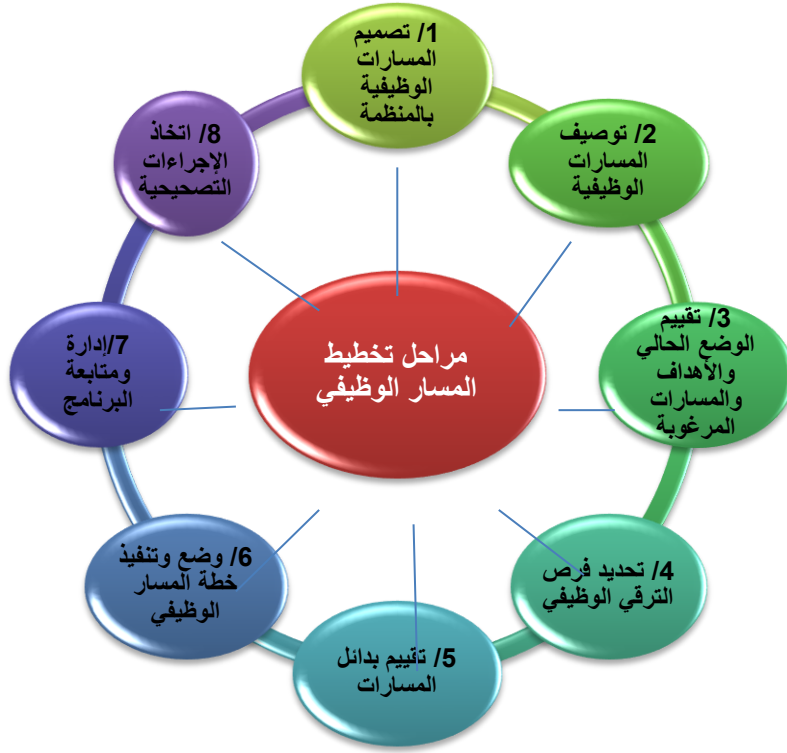 1/ تصميم
المسارات
الوظيفية
بالمنظمة
2/ توصيف
المسارات
الوظيفية
3/ تقييم
الوضع الحالي
والأهداف
والمسارات
المرغوبة
4/ تحديد فرص
الترقي الوظيفي
5/ تقييم بدائل
المسارات
6/ وضع وتنفيذ
خطة المسار
الوظيفي
7/إدارة
ومتابعة
البرنامج
8/ اتخاذ
الإجراءات
التصحيحية
مراحل تخطيط
المسار الوظيفي